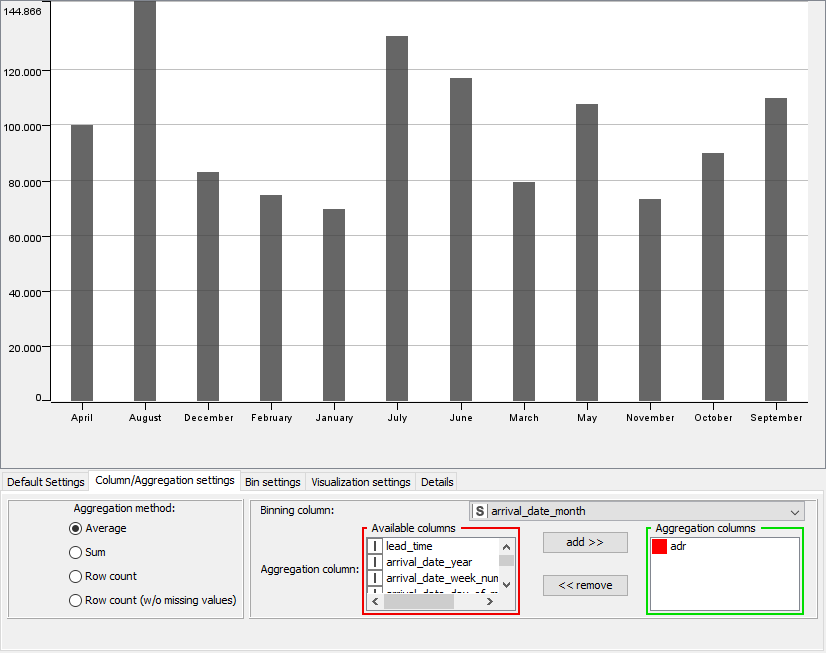 144.866
120.000
100.000
80.000
60.000
40.000
20.000
0
April August December February January July June March May November October September
Default Settings Column/Aggregation settings Bin settings Visualization settings Details
Aggregation method:
Average
Sum
Row count
Row count (w/o missing values)
Binning column:
S arrival_date_month
Aggregation column:
Available columns
I lead_time
I arrival_date_year
I arrival_date_week_num
add >>
<< remove
Aggregation columns
adr